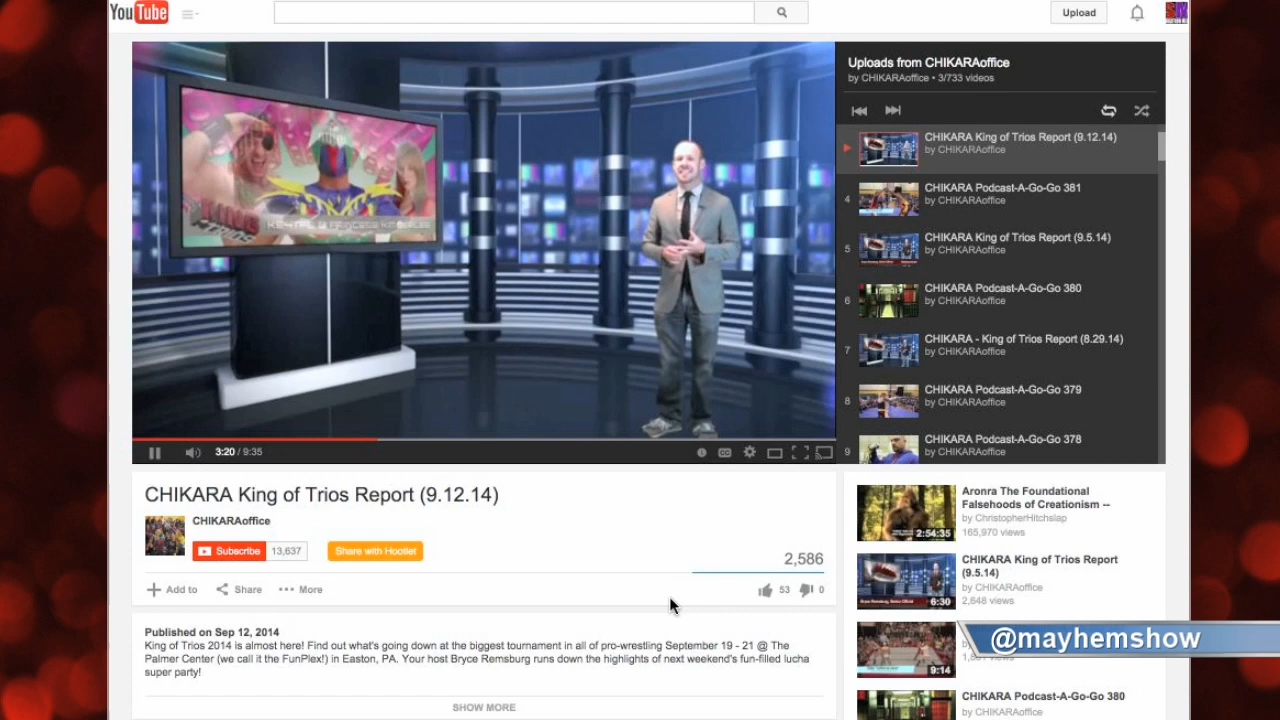 YouTube
Upload
Uploads from CHIKARAoffice
by CHIKARAoffice • 3/733 videos
CHIKARA King of Trios Report (9.12.14)
by CHIKARAoffice
4
CHIKARA Podcast-A-Go-Go 381
by CHIKARAoffice
5
CHIKARA King of Trios Report (9.5.14)
by CHIKARAoffice
6
CHIKARA Podcast-A-Go-Go 380
by CHIKARAoffice
7
CHIKARA - King of Trios Report (8.29.14)
by CHIKARAoffice
8
CHIKARA Podcast-A-Go-Go 379
by CHIKARAoffice
9
CHIKARA Podcast-A-Go-Go 378
by CHIKARAoffice
TRIOS
3:20 / 9:35
CHIKARA King of Trios Report (9.12.14)
CHIKARAoffice
Subscribe 13,637
Share with Hootlet
2,586
Add to Share More
53 0
Published on Sep 12, 2014
King of Trios 2014 is almost here! Find out what's going down at the biggest tournament in all of pro-wrestling September 19 - 21 @ The
Palmer Center (we call it the FunPlex!) in Easton, PA. Your host Bryce Remsburg runs down the highlights of next weekend's fun-filled lucha
super party!
SHOW MORE
Aronra The Foundational
Falsehoods of Creationism --
by ChristopherHitchslap
165,970 views
2:54:35
CHIKARA King of Trios Report
(9.5.14)
by CHIKARAoffice
2,648 views
6:30
@mayhemshow
9:14
CHIKARA Podcast-A-Go-Go 380
by CHIKARAoffice